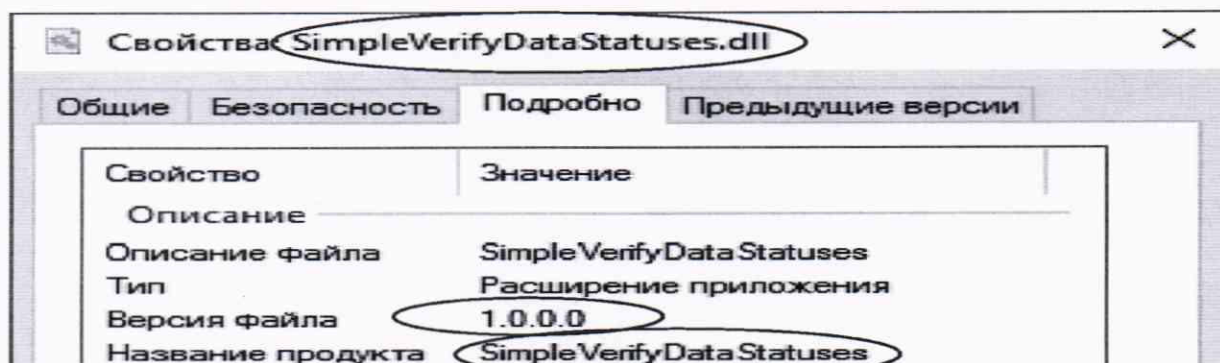 Свойства: SimpleVerifyDataStatuses.dll
Общие Безопасность Подробно Предыдущие версии
Свойство Значение
Описание
Описание файла SimpleVerifyDataStatuses
Тип Расширение приложения
Версия файла 1.0.0.0
Название продукта SimpleVerifyDataStatuses